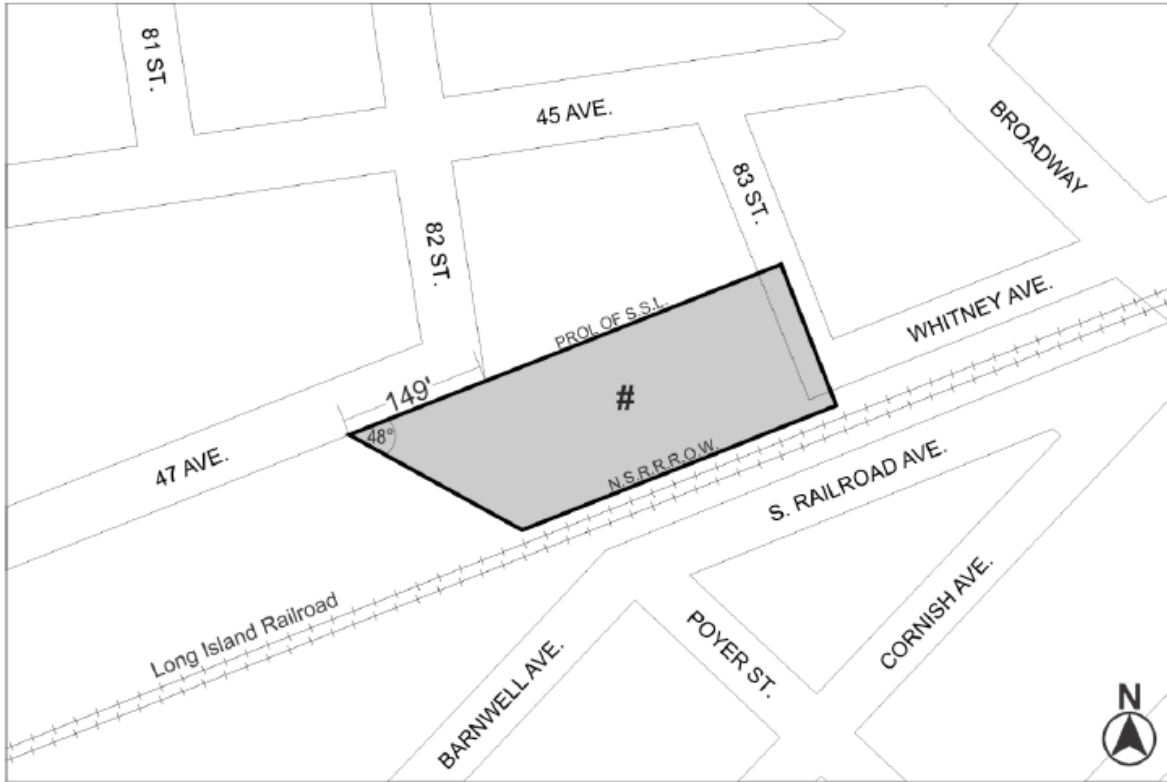 81 ST.
45 AVE.
BROADWAY
83 ST.
82 ST.
WHITNEY AVE.
PROL OF S.S.L.
149'
#
48°
47 AVE.
N.S.R.R.R.O.W.
S. RAILROAD AVE.
Long Island Railroad
CORNISH AVE.
POYER ST.
BARNWELL AVE.
N